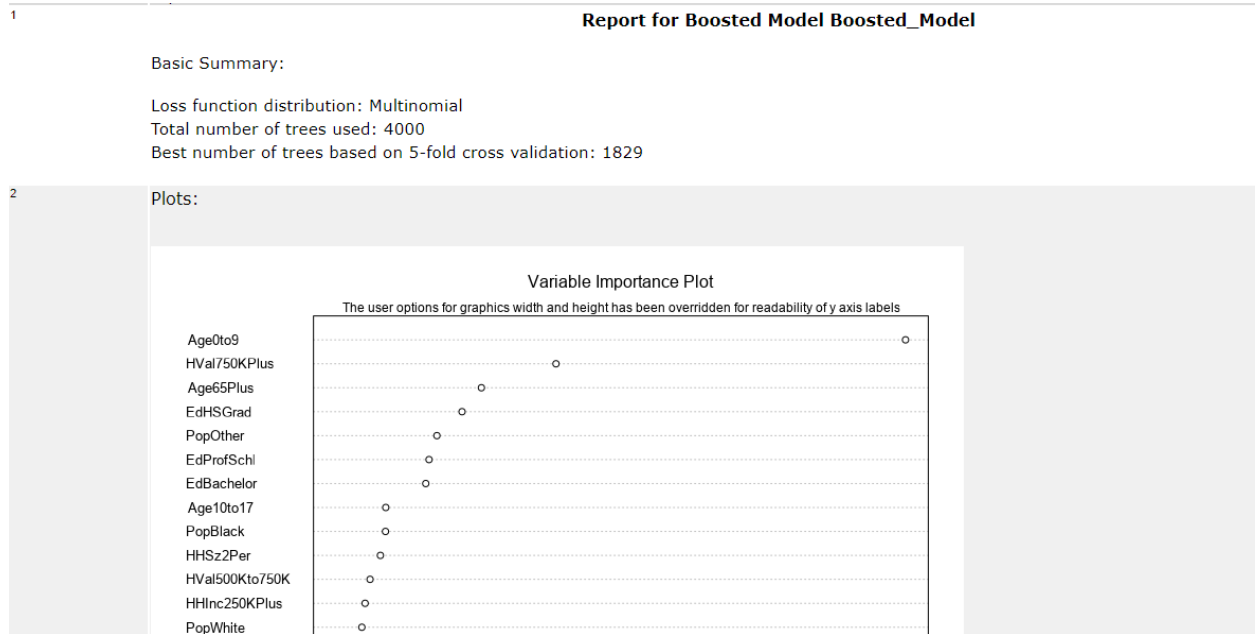 1
Report for Boosted Model Boosted_Model
Basic Summary:
Loss function distribution: Multinomial
Total number of trees used: 4000
Best number of trees based on 5-fold cross validation: 1829
2
Plots:
Variable Importance Plot
The user options for graphics width and height has been overridden for readability of y axis labels
Age0to9
HVal750KPlus
Age65Plus
EdHSGrad
PopOther
EdProfSchl
EdBachelor
Age10to17
PopBlack
HHSz2Per
HVal500Kto750K
HHInc250KPlus
PopWhite